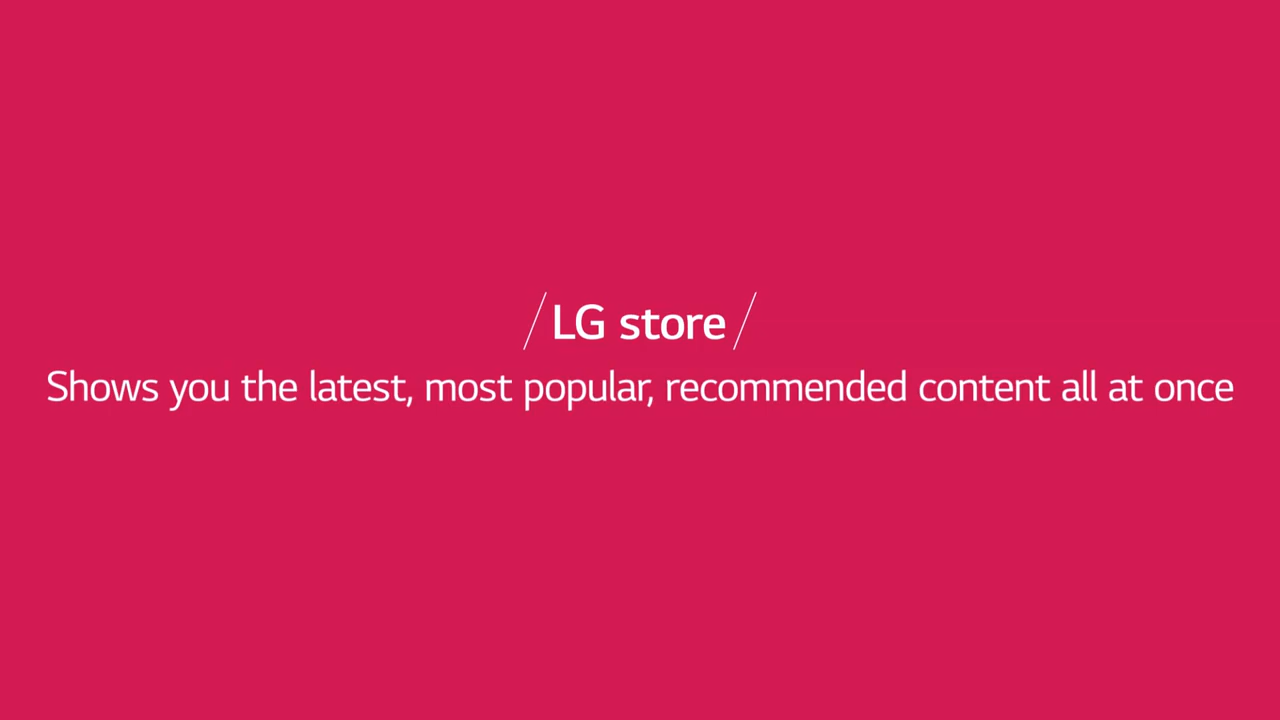 LG store
Shows you the latest, most popular, recommended content all at once